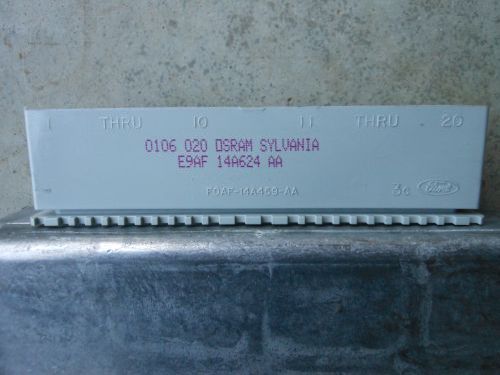 1 THRU 10 11 THRU 20
0106 020 OSRAM SYLVANIA
E9AF 14A624 AA
F0AF-14A469-AA
3c Ford